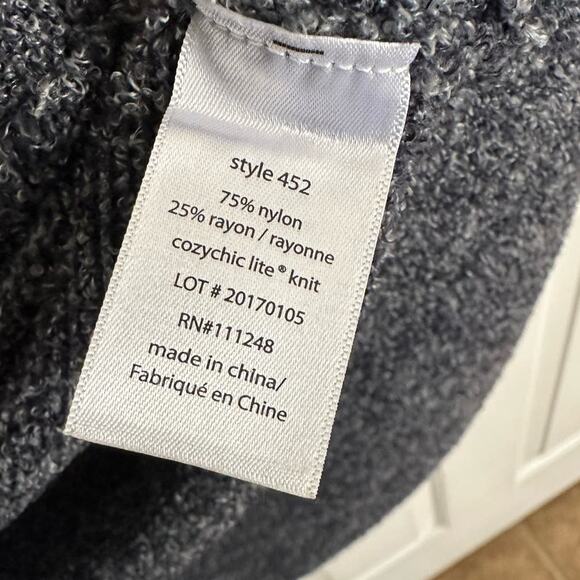 style 452
75% nylon
25% rayon / rayonne
cozychic lite® knit
LOT # 20170105
RN#111248
made in china/
Fabriqué en Chine